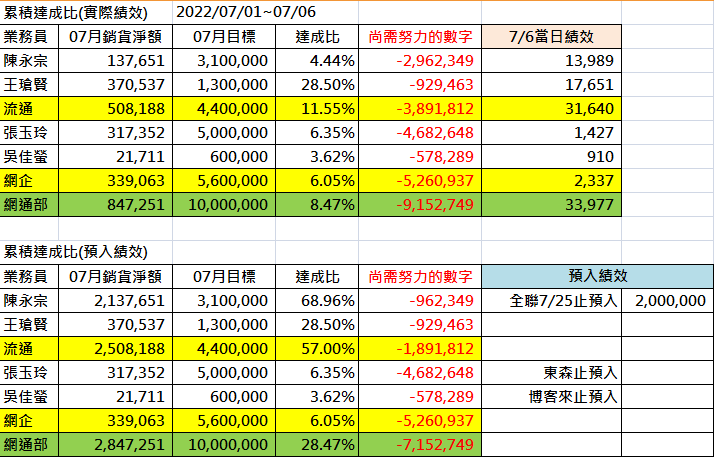 累積達成比(實際績效) 2022/07/01~07/06
業務員 07月銷貨淨額 07月目標 達成比 尚需努力的數字 7/6當日績效
陳永宗 137,651 3,100,000 4.44% -2,962,349 13,989
王瑲賢 370,537 1,300,000 28.50% -929,463 17,651
流通 508,188 4,400,000 11.55% -3,891,812 31,640
張玉玲 317,352 5,000,000 6.35% -4,682,648 1,427
吳佳螢 21,711 600,000 3.62% -578,289 910
網企 339,063 5,600,000 6.05% -5,260,937 2,337
網通部 847,251 10,000,000 8.47% -9,152,749 33,977
累積達成比(預入績效)
業務員 07月銷貨淨額 07月目標 達成比 尚需努力的數字 預入績效
陳永宗 2,137,651 3,100,000 68.96% -962,349 全聯7/25止預入 2,000,000
王瑲賢 370,537 1,300,000 28.50% -929,463
流通 2,508,188 4,400,000 57.00% -1,891,812
張玉玲 317,352 5,000,000 6.35% -4,682,648 東森止預入
吳佳螢 21,711 600,000 3.62% -578,289 博客來止預入
網企 339,063 5,600,000 6.05% -5,260,937
網通部 2,847,251 10,000,000 28.47% -7,152,749